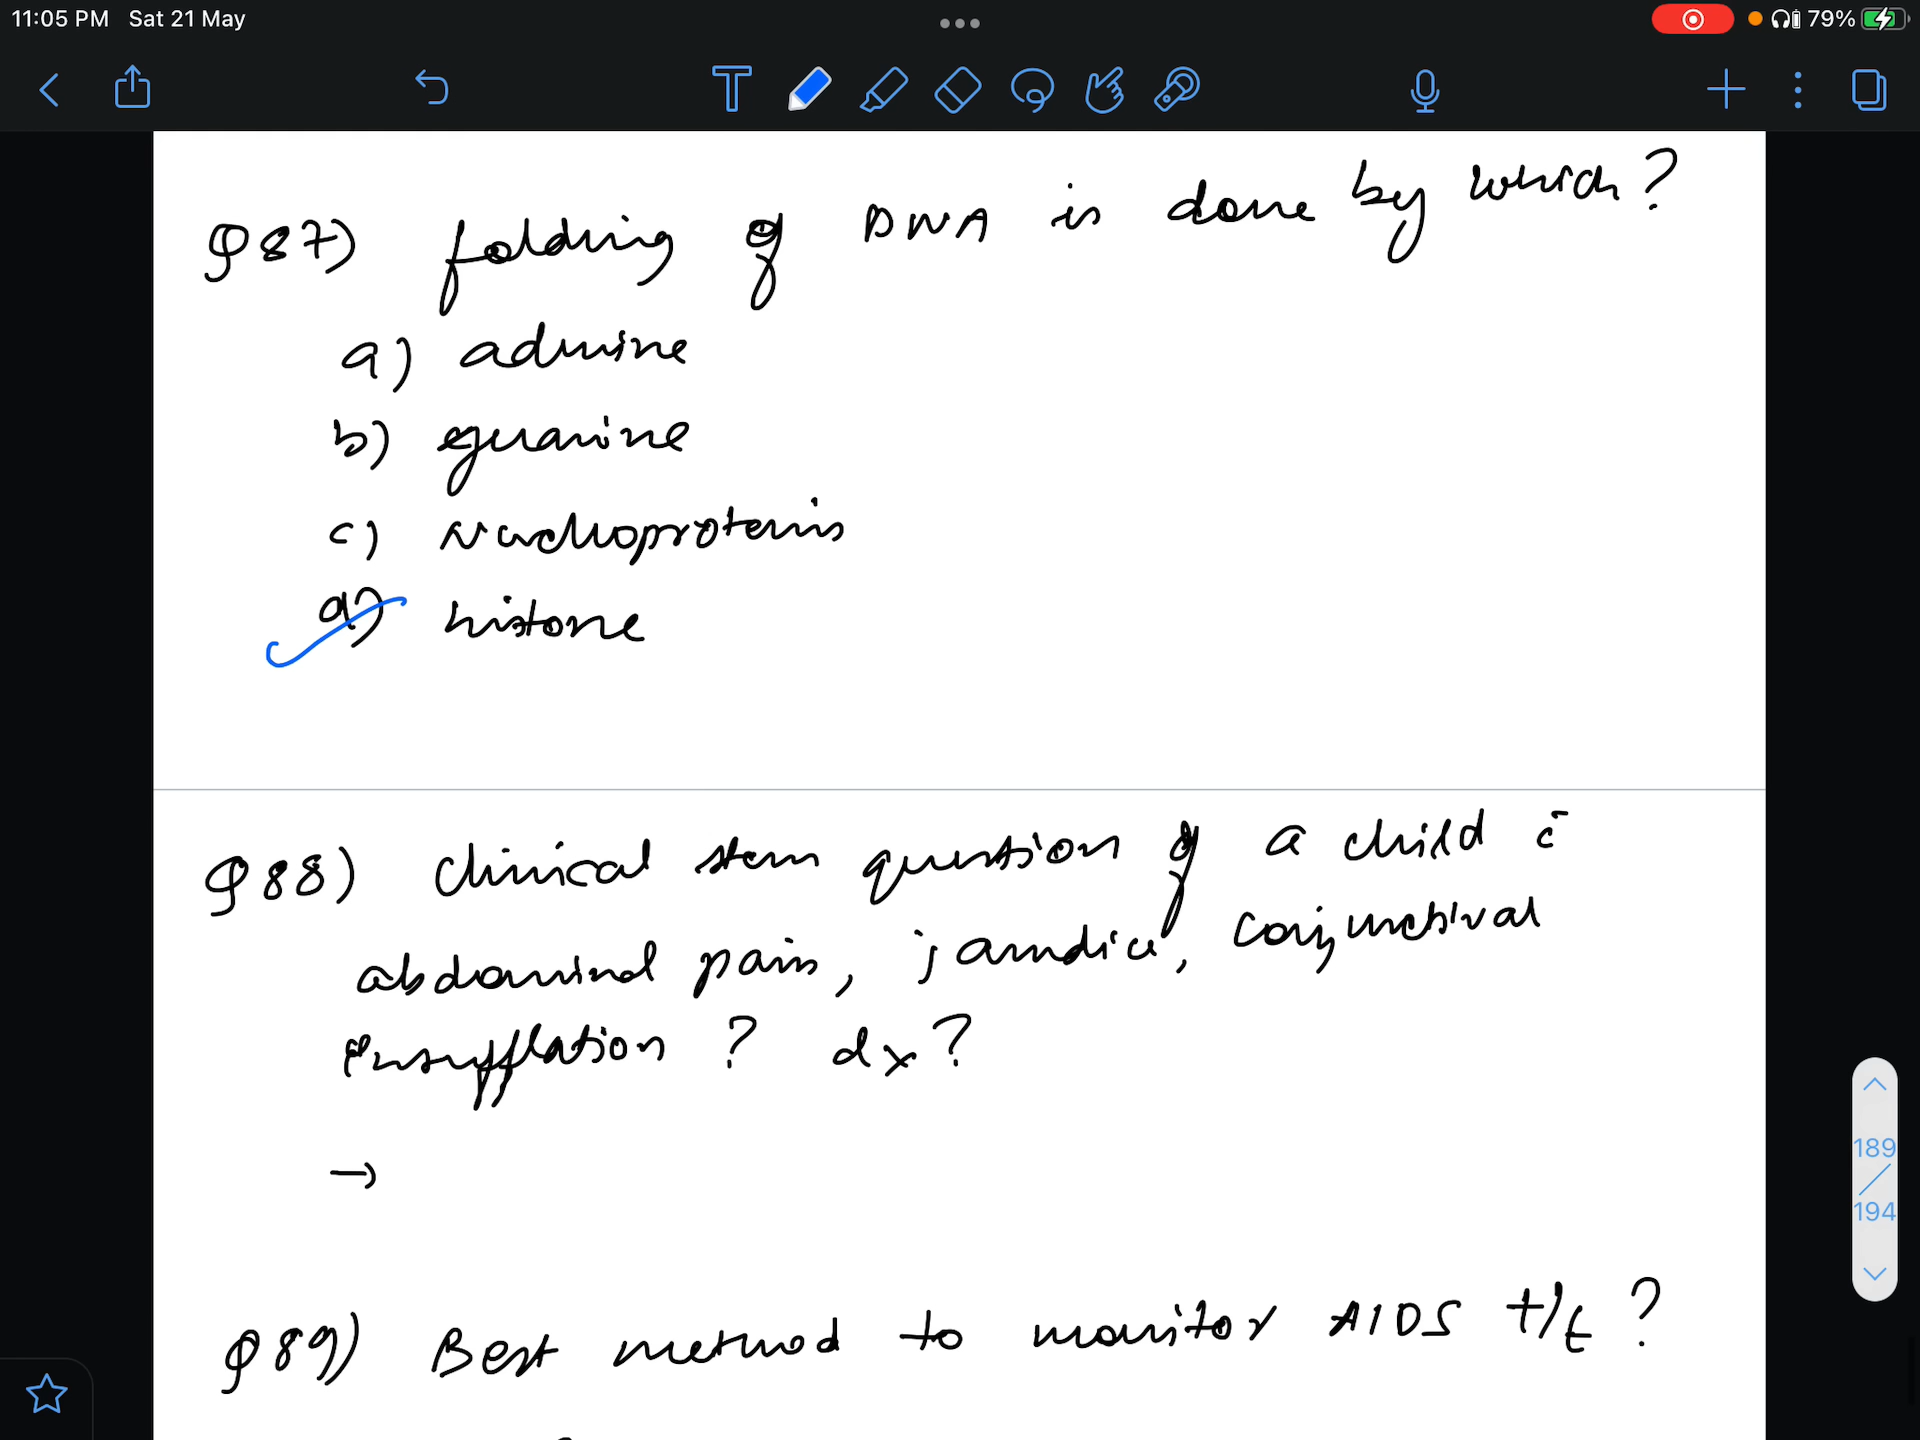 11:05 PM Sat 21 May
79%
Q87) folding of DNA is done by which?
a) adenine
b) guanine
c) Nucleoproteins
d) histone
Q88) Clinical stem question of a child c̄
abdominal pain, jaundice, conjunctival
insufflation ? dx?
→
189
194
Q89) Best method to monitor AIDS t/t ?